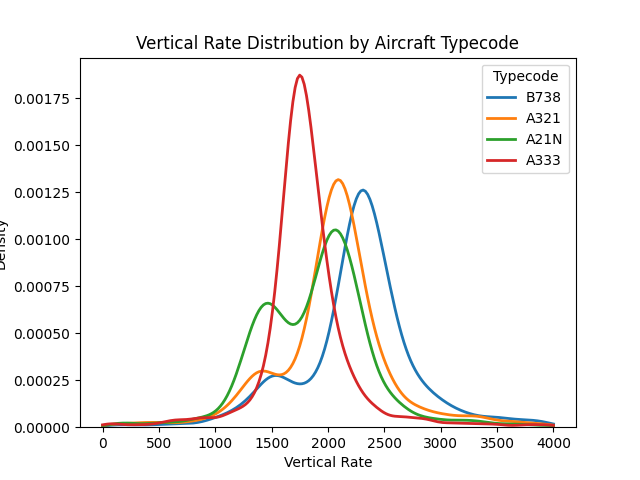 Vertical Rate Distribution by Aircraft Typecode
Typecode
B738
A321
A21N
A333
0.00175
0.00150
0.00125
0.00100
0.00075
0.00050
0.00025
0.00000
Density
0 500 1000 1500 2000 2500 3000 3500 4000
Vertical Rate